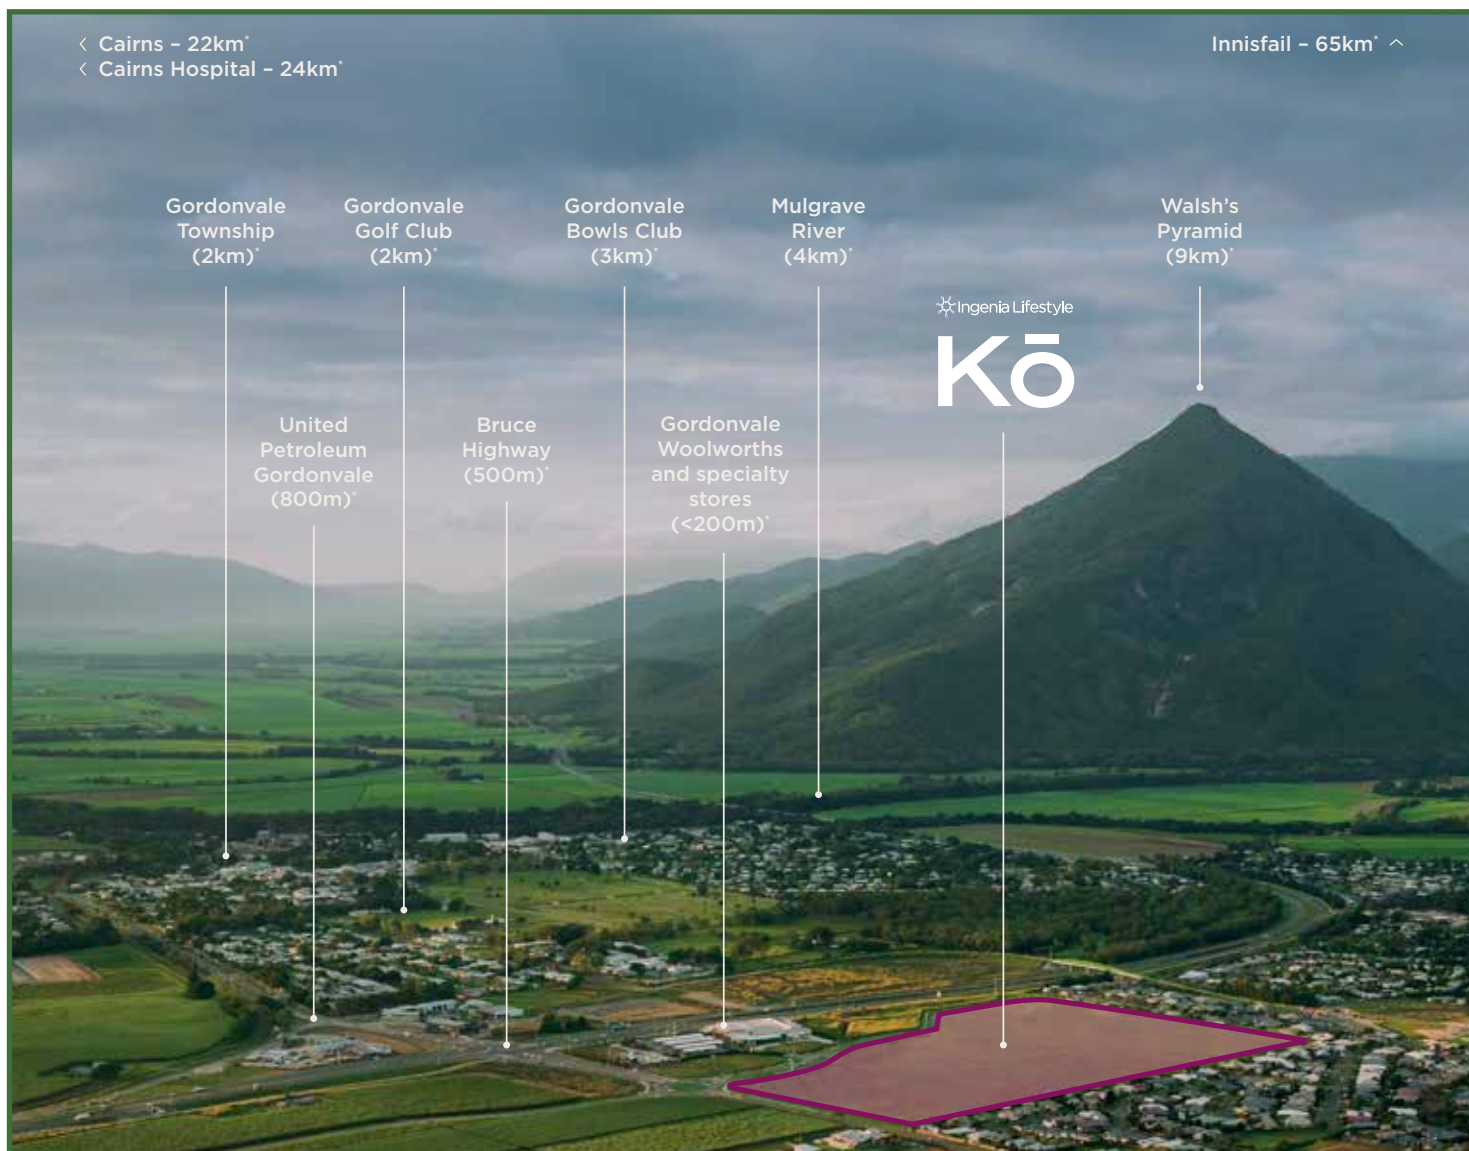 < Cairns – 22km*
< Cairns Hospital – 24km*
Innisfail – 65km* ^
Gordonvale
Township
(2km)*
Gordonvale
Golf Club
(2km)*
Gordonvale
Bowls Club
(3km)*
Mulgrave
River
(4km)*
Walsh's
Pyramid
(9km)*
Ingenia Lifestyle
Kō
United
Petroleum
Gordonvale
(800m)*
Bruce
Highway
(500m)*
Gordonvale
Woolworths
and specialty
stores
(<200m)*